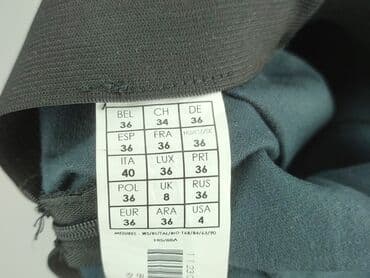 BEL CH DE
36 34 36
ESP FRA
36 36 36
ITA LUX PRT
40 36 36
POL UK RUS
36 8 36
EUR ARA USA
36 36 4